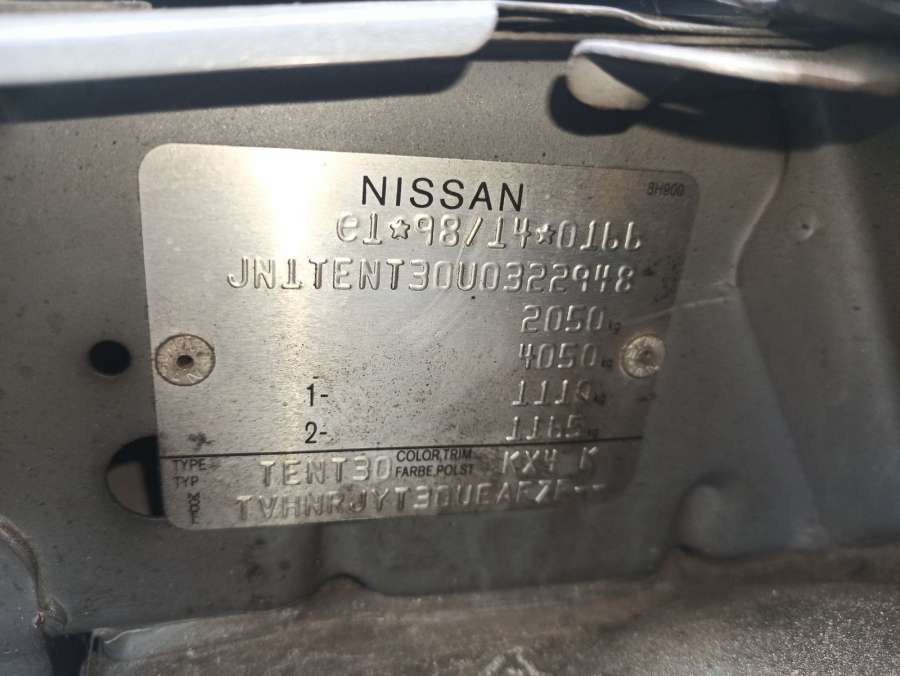 NISSAN 8H900
e1*98/14*0166
JN1TENT30U0322948
2050 kg
4050 kg
1- 1110 kg
2- 1165 kg
TYPE TYP TENT30 COLOR,TRIM FARBE,POLST KX4 K